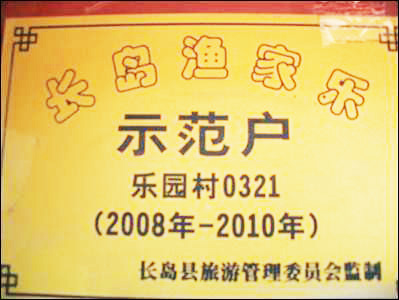 长岛渔家乐
示范户
乐园村0321
(2008年-2010年)
长岛县旅游管理委员会监制